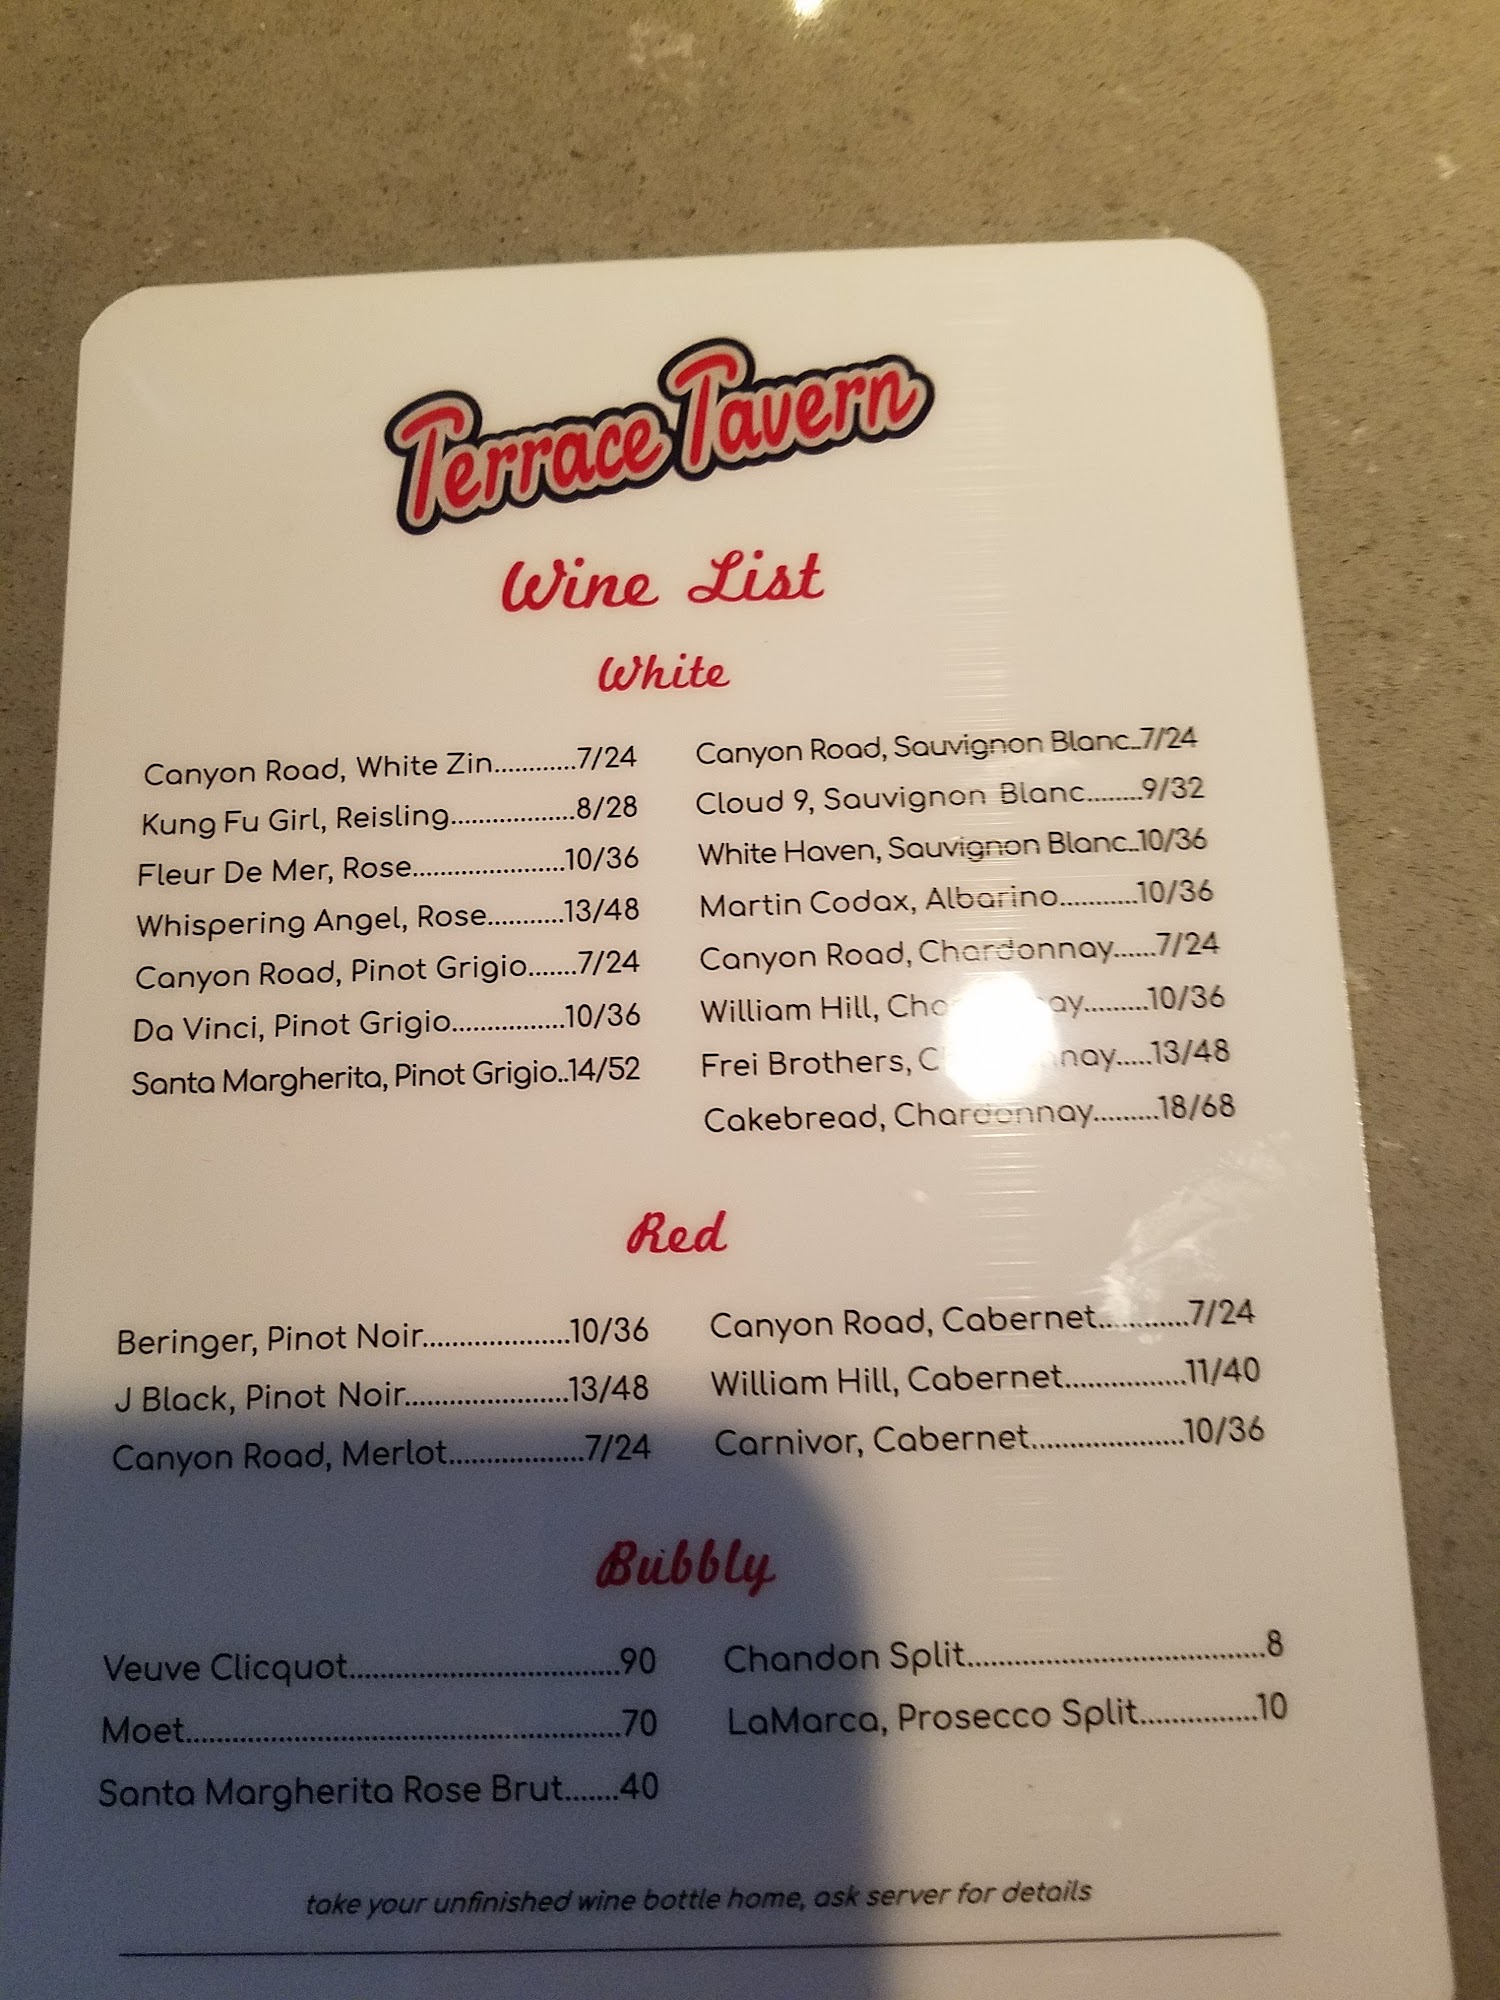 Terrace Tavern
Wine List
White
Canyon Road, White Zin............7/24
Kung Fu Girl, Reisling..................8/28
Fleur De Mer, Rose......................10/36
Whispering Angel, Rose...........13/48
Canyon Road, Pinot Grigio.......7/24
Da Vinci, Pinot Grigio................10/36
Santa Margherita, Pinot Grigio..14/52
Canyon Road, Sauvignon Blanc..7/24
Cloud 9, Sauvignon Blanc........9/32
White Haven, Sauvignon Blanc..10/36
Martin Codax, Albarino...........10/36
Canyon Road, Chardonnay......7/24
William Hill, .........10/36
Frei Brothers, .....13/48
Cakebread, Chardonnay.........18/68
Red
Beringer, Pinot Noir...................10/36
J Black, Pinot Noir.....................13/48
Canyon Road, Merlot..................7/24
Canyon Road, Cabernet............7/24
William Hill, Cabernet................11/40
Carnivor, Cabernet....................10/36
Bubbly
Veuve Clicquot...................................90
Moet........................................................70
Santa Margherita Rose Brut.......40
Chandon Split.......................................8
LaMarca, Prosecco Split...............10
take your unfinished wine bottle home, ask server for details